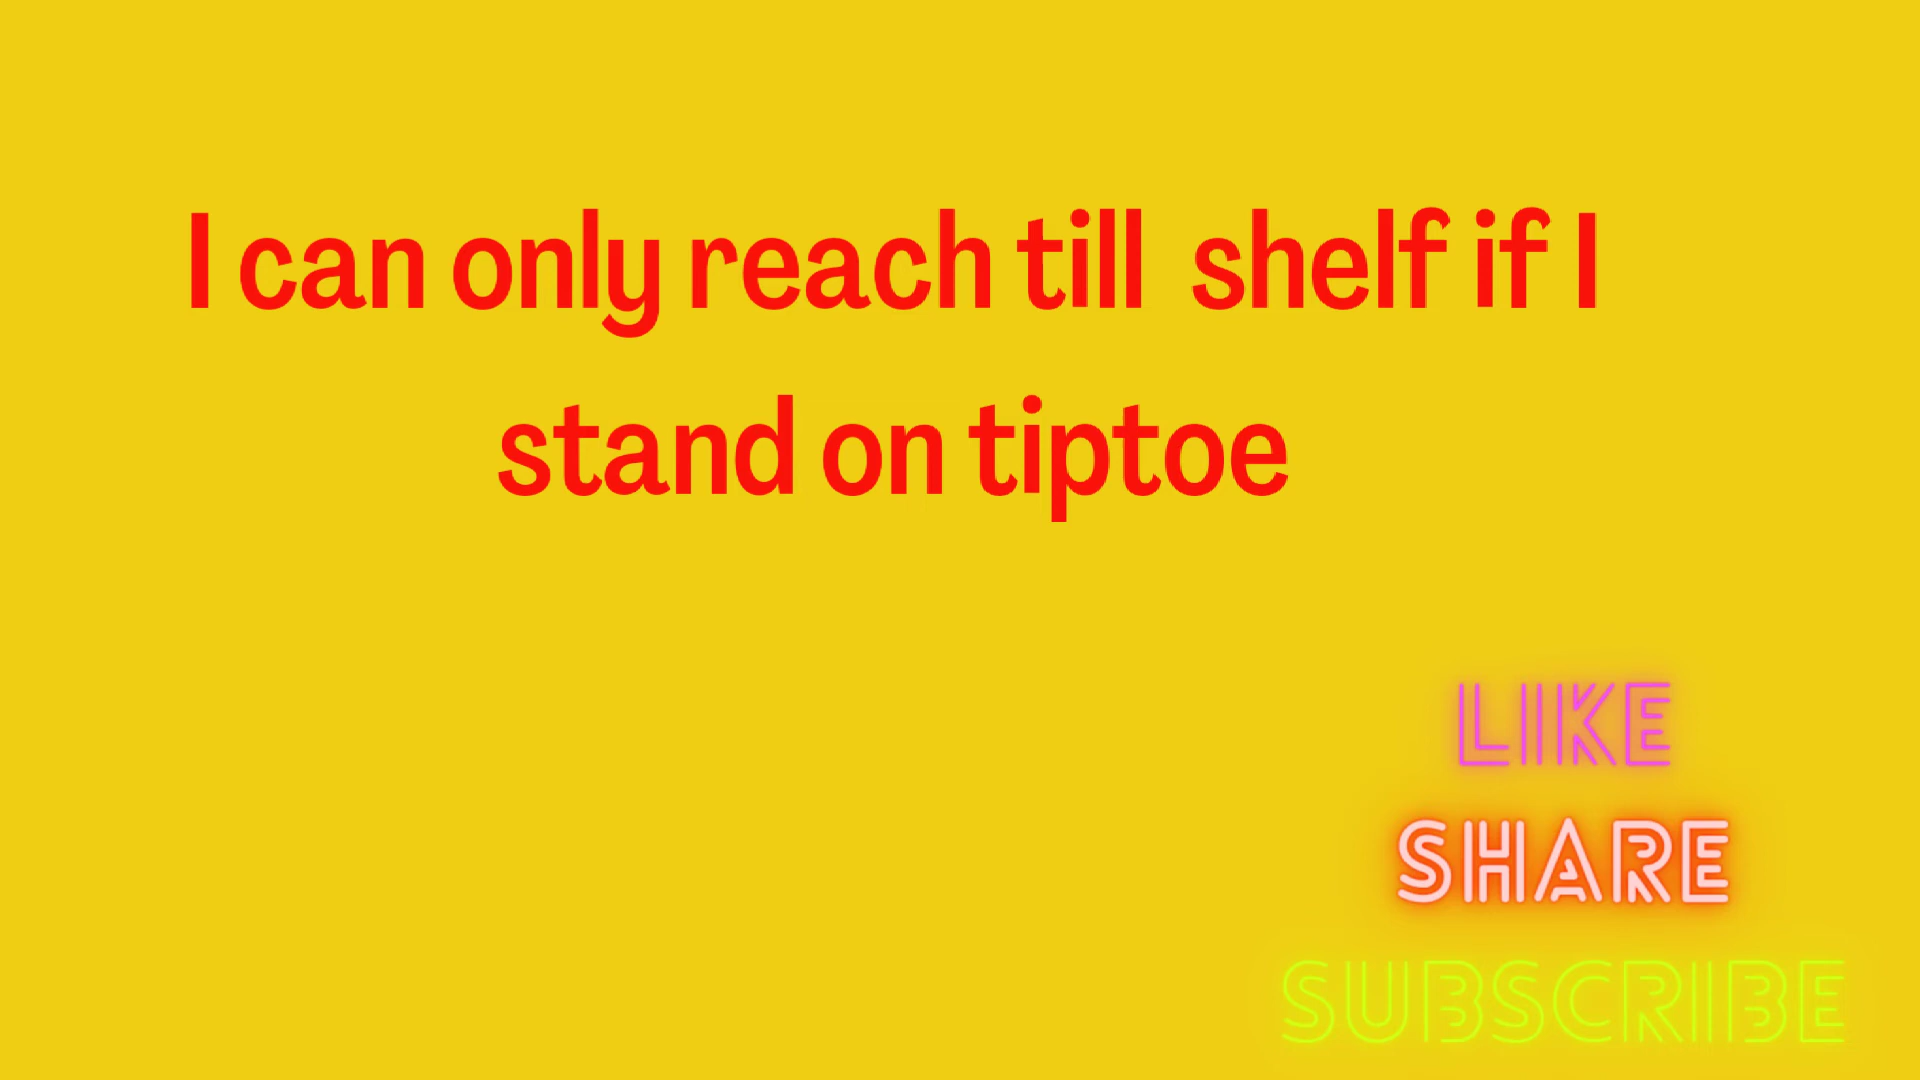 I can only reach till  shelf if I
stand on tiptoe
LIKE
SHARE
SUBSCRIBE